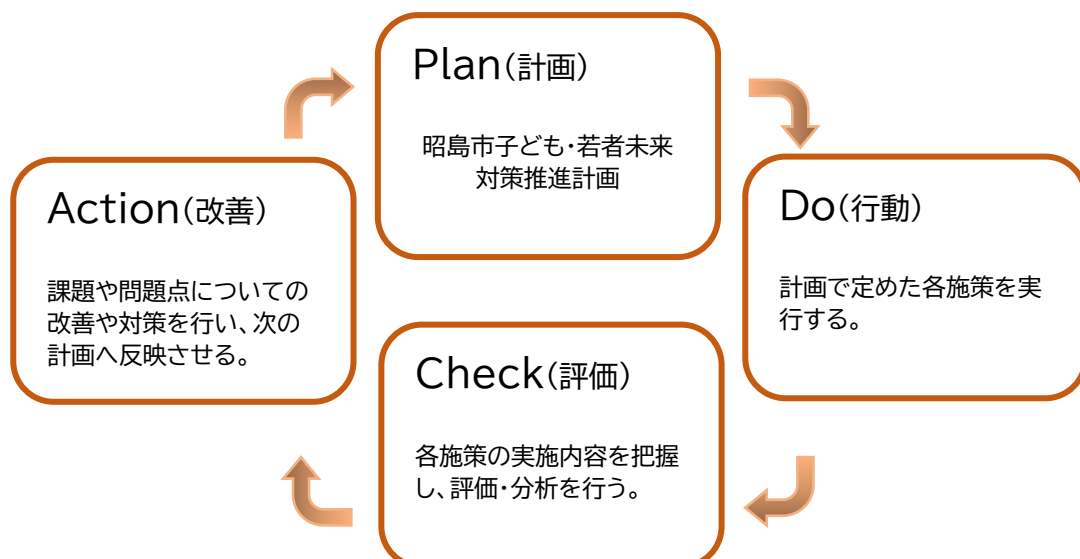 Plan(計画)
昭島市子ども・若者未来
対策推進計画
Action(改善)
課題や問題点についての
改善や対策を行い、次の
計画へ反映させる。
Do(行動)
計画で定めた各施策を実
行する。
Check(評価)
各施策の実施内容を把握
し、評価・分析を行う。